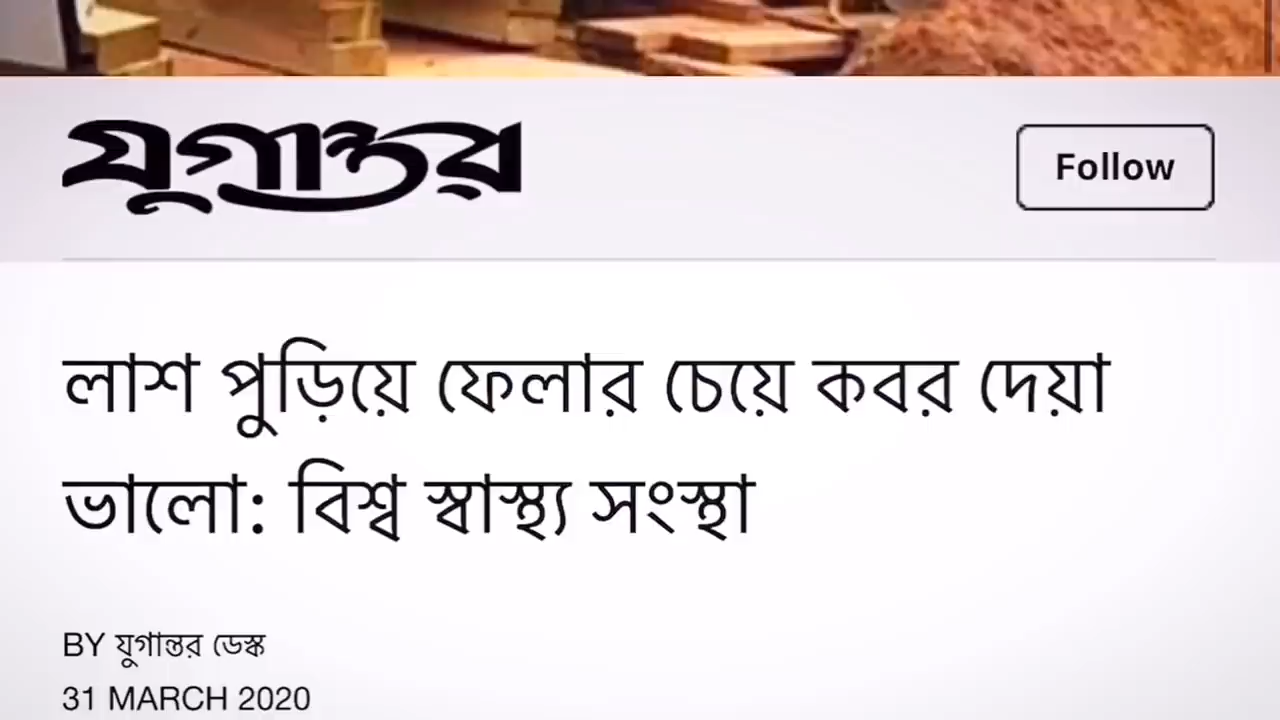 যুগান্তর
Follow
লাশ পুড়িয়ে ফেলার চেয়ে কবর দেয়া
ভালো: বিশ্ব স্বাস্থ্য সংস্থা
BY যুগান্তর ডেস্ক
31 MARCH 2020